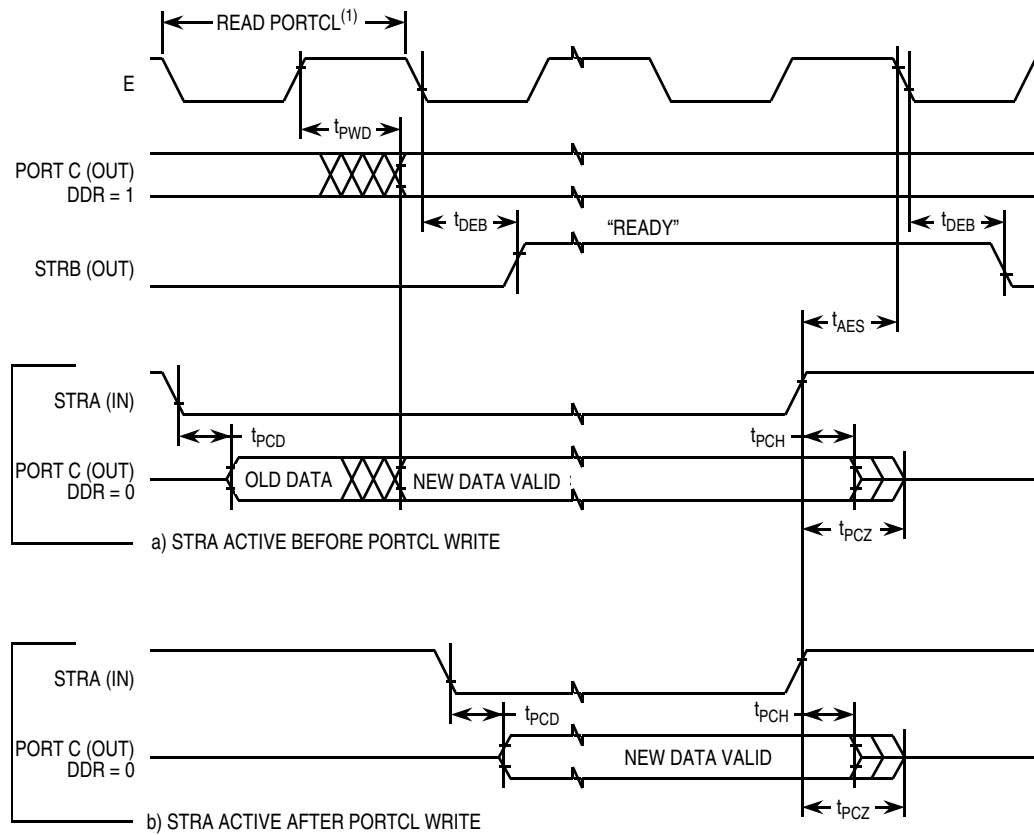 READ PORTCL(1)
E
tPWD
PORT C (OUT)
DDR = 1
tDEB
“READY”
tDEB
STRB (OUT)
tAES
STRA (IN)
tPCD
tPCH
PORT C (OUT)
DDR = 0
OLD DATA
NEW DATA VALID
tPCZ
a) STRA ACTIVE BEFORE PORTCL WRITE
STRA (IN)
tPCD
tPCH
PORT C (OUT)
DDR = 0
NEW DATA VALID
tPCZ
b) STRA ACTIVE AFTER PORTCL WRITE